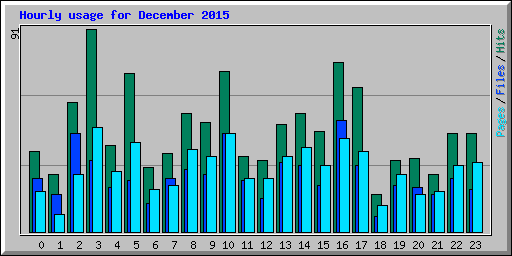 Hourly usage for December 2015
91
Pages/Files/Hits
0 1 2 3 4 5 6 7 8 9 10 11 12 13 14 15 16 17 18 19 20 21 22 23